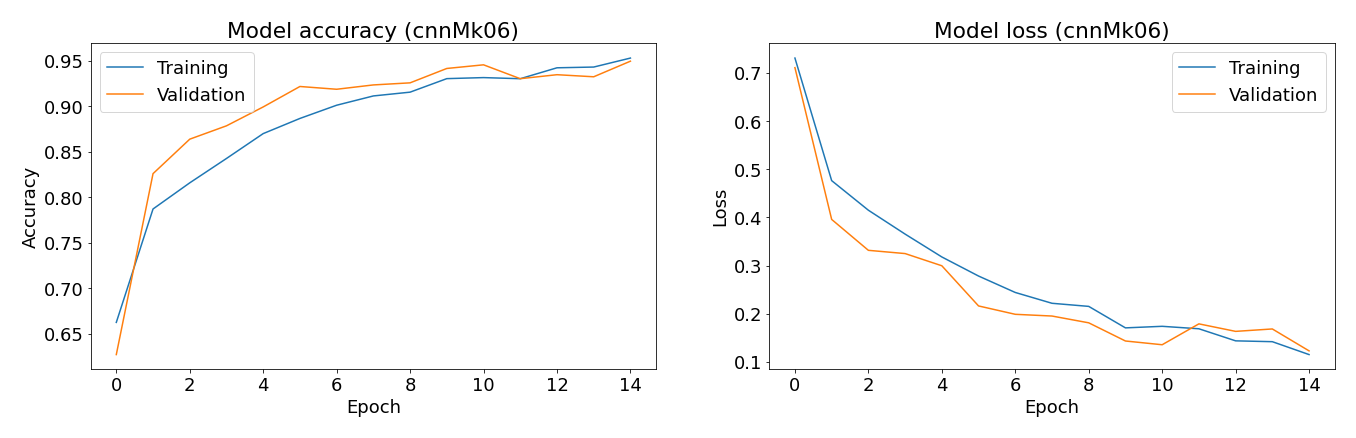 Model accuracy (cnnMk06)
Training
Validation
0.95
0.90
0.85
0.80
0.75
0.70
0.65
Accuracy
0 2 4 6 8 10 12 14
Epoch
Model loss (cnnMk06)
Training
Validation
0.7
0.6
0.5
0.4
0.3
0.2
0.1
Loss
0 2 4 6 8 10 12 14
Epoch